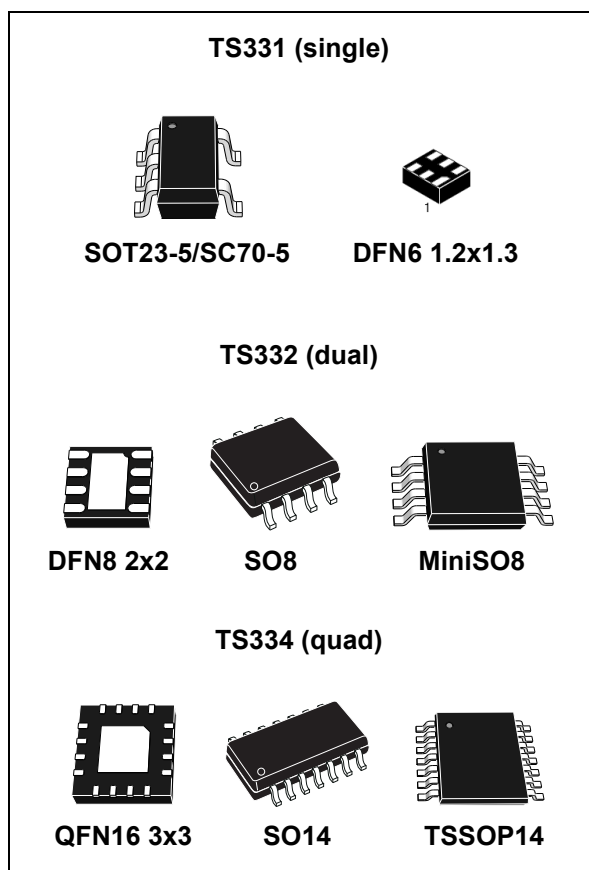 TS331 (single)
1
SOT23-5/SC70-5 DFN6 1.2x1.3
TS332 (dual)
DFN8 2x2 SO8 MiniSO8
TS334 (quad)
QFN16 3x3 SO14 TSSOP14